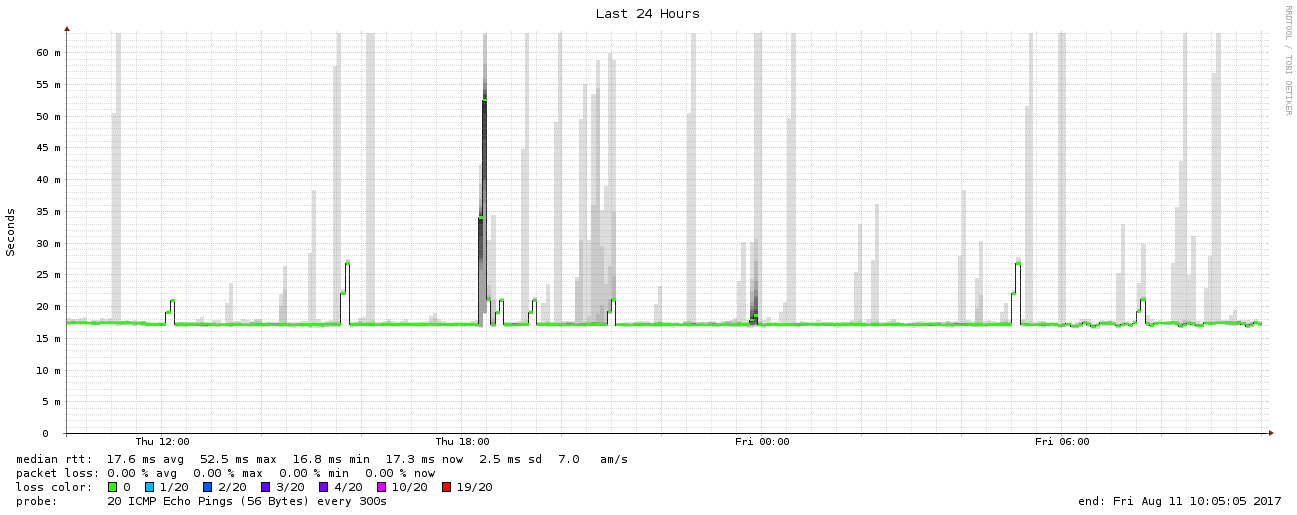 Last 24 Hours
RRDTOOL / TOBI OETIKER
Seconds
60 m
55 m
50 m
45 m
40 m
35 m
30 m
25 m
20 m
15 m
10 m
5 m
0
Thu 12:00 Thu 18:00 Fri 00:00 Fri 06:00
median rtt: 17.6 ms avg 52.5 ms max 16.8 ms min 17.3 ms now 2.5 ms sd 7.0 am/s
packet loss: 0.00 % avg 0.00 % max 0.00 % min 0.00 % now
loss color: 0 1/20 2/20 3/20 4/20 10/20 19/20
probe: 20 ICMP Echo Pings (56 Bytes) every 300s end: Fri Aug 11 10:05:05 2017